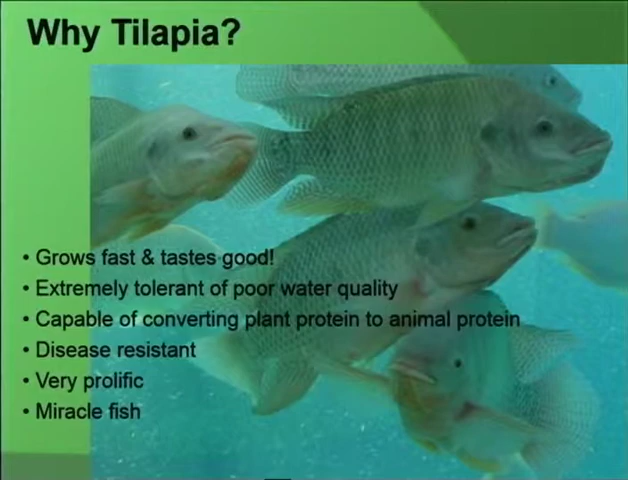 Why Tilapia?
• Grows fast & tastes good!
• Extremely tolerant of poor water quality
• Capable of converting plant protein to animal protein
• Disease resistant
• Very prolific
• Miracle fish